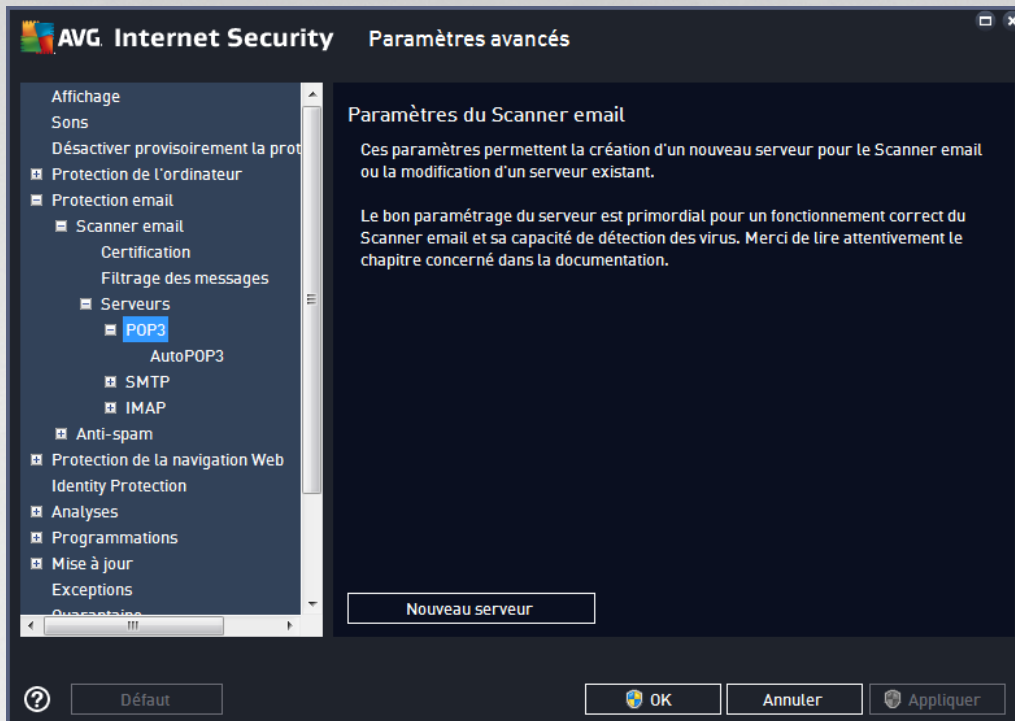 AVG Internet Security Paramètres avancés
Affichage
Sons
Désactiver provisoirement la prot
Protection de l'ordinateur
Protection email
Scanner email
Certification
Filtrage des messages
Serveurs
POP3
AutoPOP3
SMTP
IMAP
Anti-spam
Protection de la navigation Web
Identity Protection
Analyses
Programmations
Mise à jour
Exceptions
Quarantaine
Paramètres du Scanner email
Ces paramètres permettent la création d'un nouveau serveur pour le Scanner email
ou la modification d'un serveur existant.
Le bon paramétrage du serveur est primordial pour un fonctionnement correct du
Scanner email et sa capacité de détection des virus. Merci de lire attentivement le
chapitre concerné dans la documentation.
Nouveau serveur
?
Défaut
OK
Annuler
Appliquer